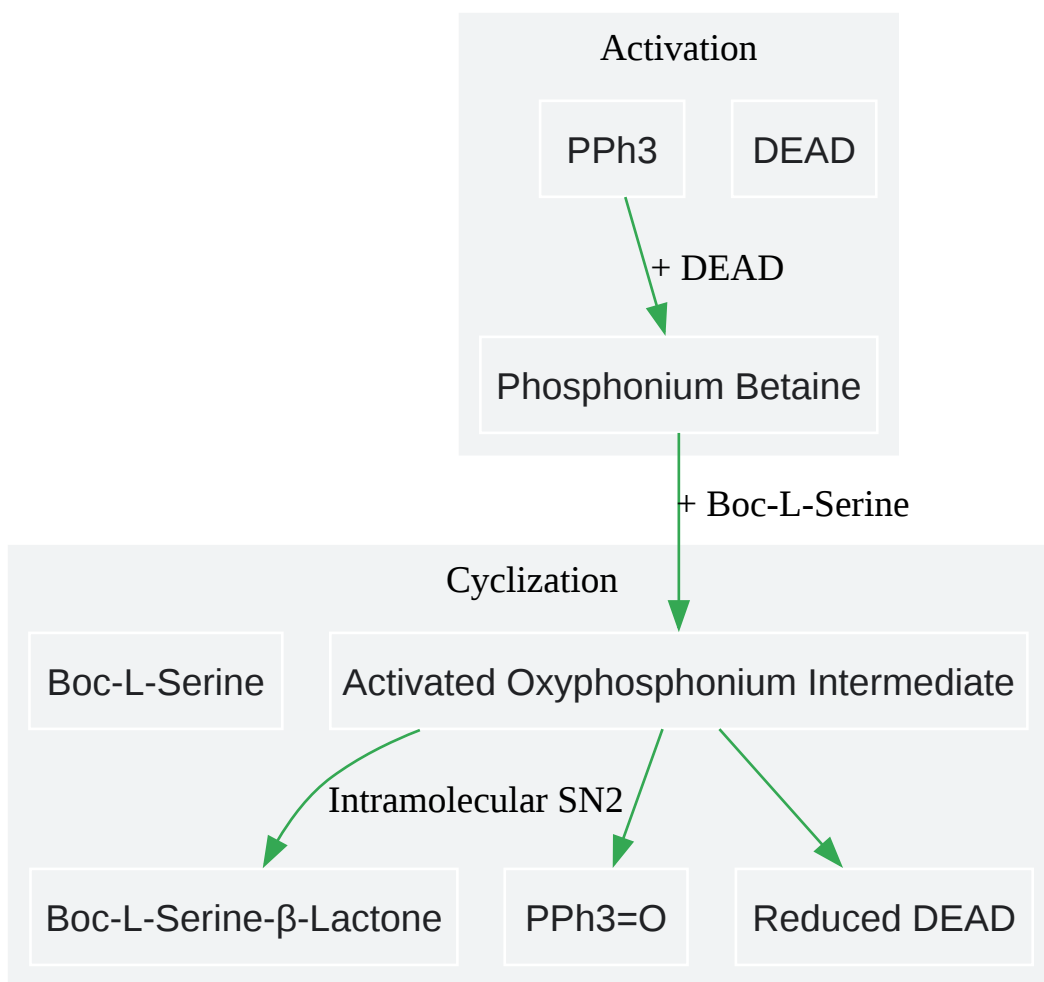 Activation
PPh3
DEAD
+ DEAD
Phosphonium Betaine
+ Boc-L-Serine
Cyclization
Boc-L-Serine
Activated Oxyphosphonium Intermediate
Intramolecular SN2
Boc-L-Serine-β-Lactone
PPh3=O
Reduced DEAD